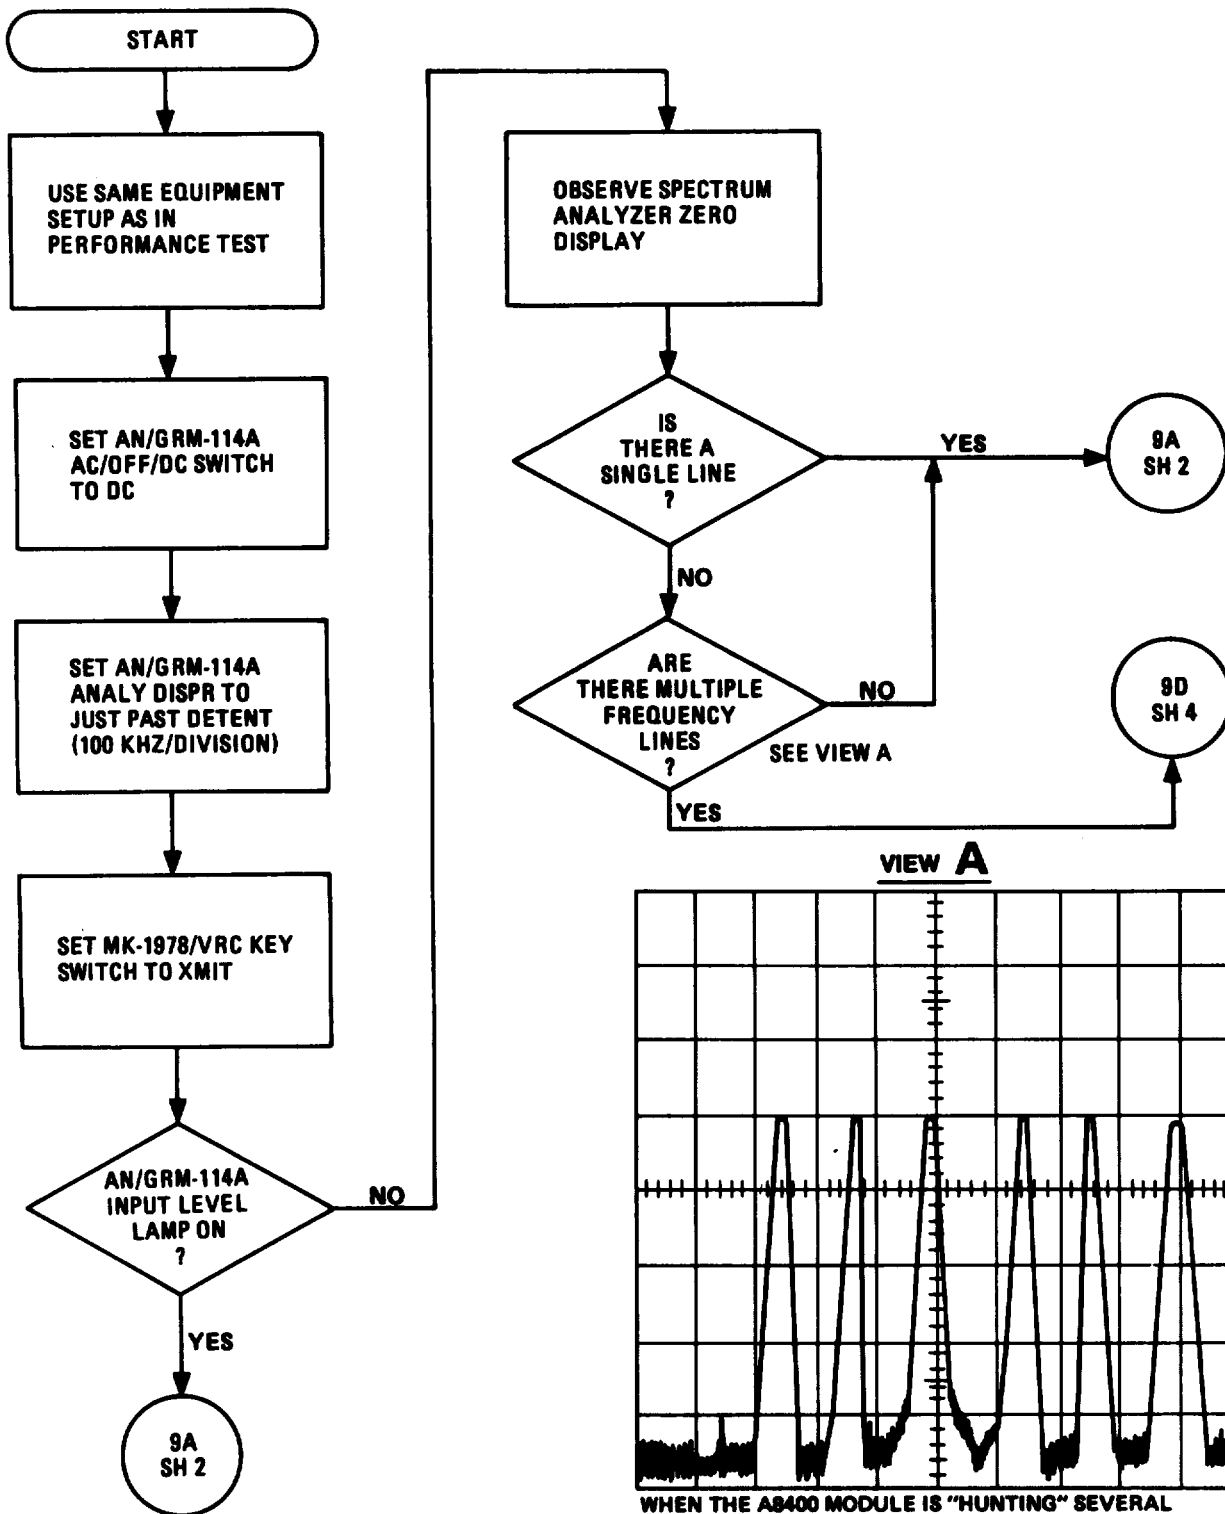 START
USE SAME EQUIPMENT
SETUP AS IN
PERFORMANCE TEST
SET AN/GRM-114A
AC/OFF/DC SWITCH
TO DC
SET AN/GRM-114A
ANALY DISPR TO
JUST PAST DETENT
(100 KHZ/DIVISION)
SET MK-1978/VRC KEY
SWITCH TO XMIT
AN/GRM-114A
INPUT LEVEL
LAMP ON
?
NO
YES
9A
SH 2
OBSERVE SPECTRUM
ANALYZER ZERO
DISPLAY
IS
THERE A
SINGLE LINE
?
YES
9A
SH 2
NO
ARE
THERE MULTIPLE
FREQUENCY
LINES
?
NO
SEE VIEW A
YES
9D
SH 4
VIEW A
WHEN THE A8400 MODULE IS "HUNTING" SEVERAL